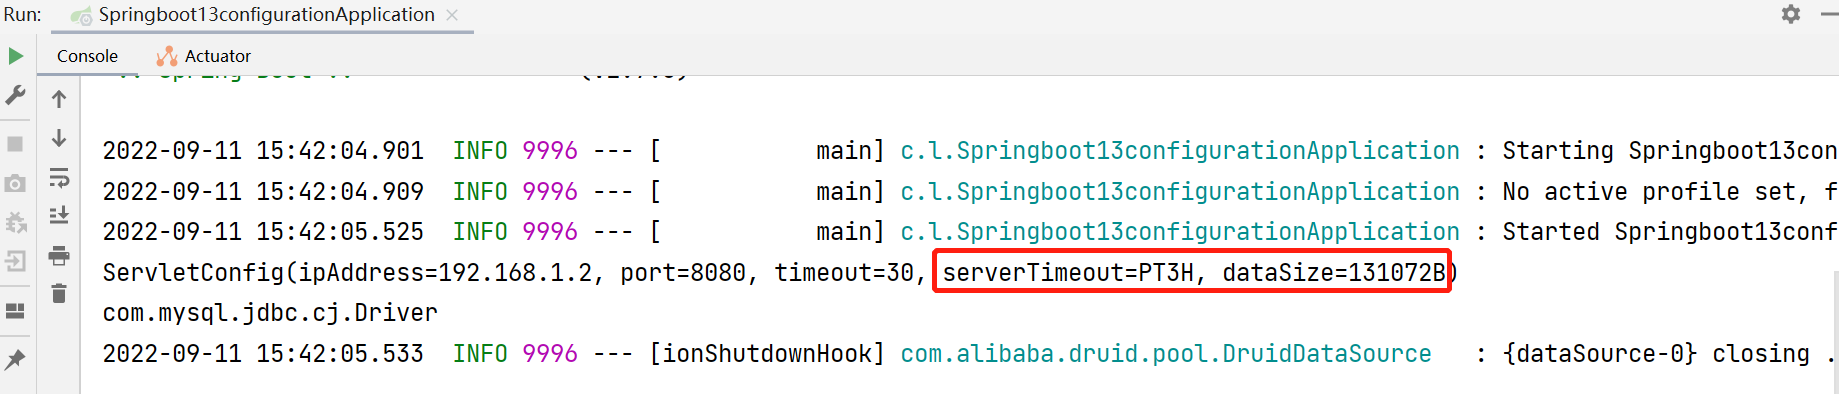 Run: Springboot13configurationApplication
Console Actuator
2022-09-11 15:42:04.901 INFO 9996 --- [ main] c.l.Springboot13configurationApplication : Starting Springboot13con
2022-09-11 15:42:04.909 INFO 9996 --- [ main] c.l.Springboot13configurationApplication : No active profile set, f
2022-09-11 15:42:05.525 INFO 9996 --- [ main] c.l.Springboot13configurationApplication : Started Springboot13conf
ServletConfig(ipAddress=192.168.1.2, port=8080, timeout=30, serverTimeout=PT3H, dataSize=131072B)
com.mysql.jdbc.cj.Driver
2022-09-11 15:42:05.533 INFO 9996 --- [ionShutdownHook] com.alibaba.druid.pool.DruidDataSource : {dataSource-0} closing .